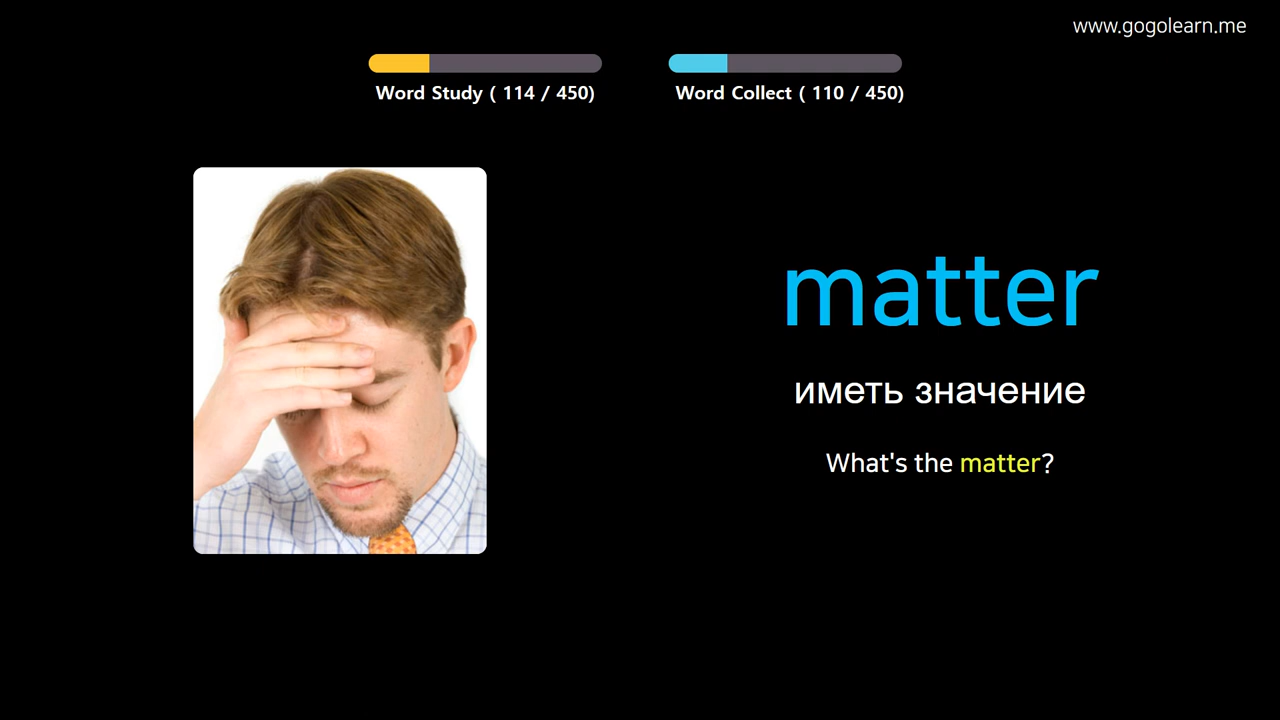 www.gogolearn.me
Word Study ( 114 / 450)
Word Collect ( 110 / 450)
matter
иметь значение
What's the matter?